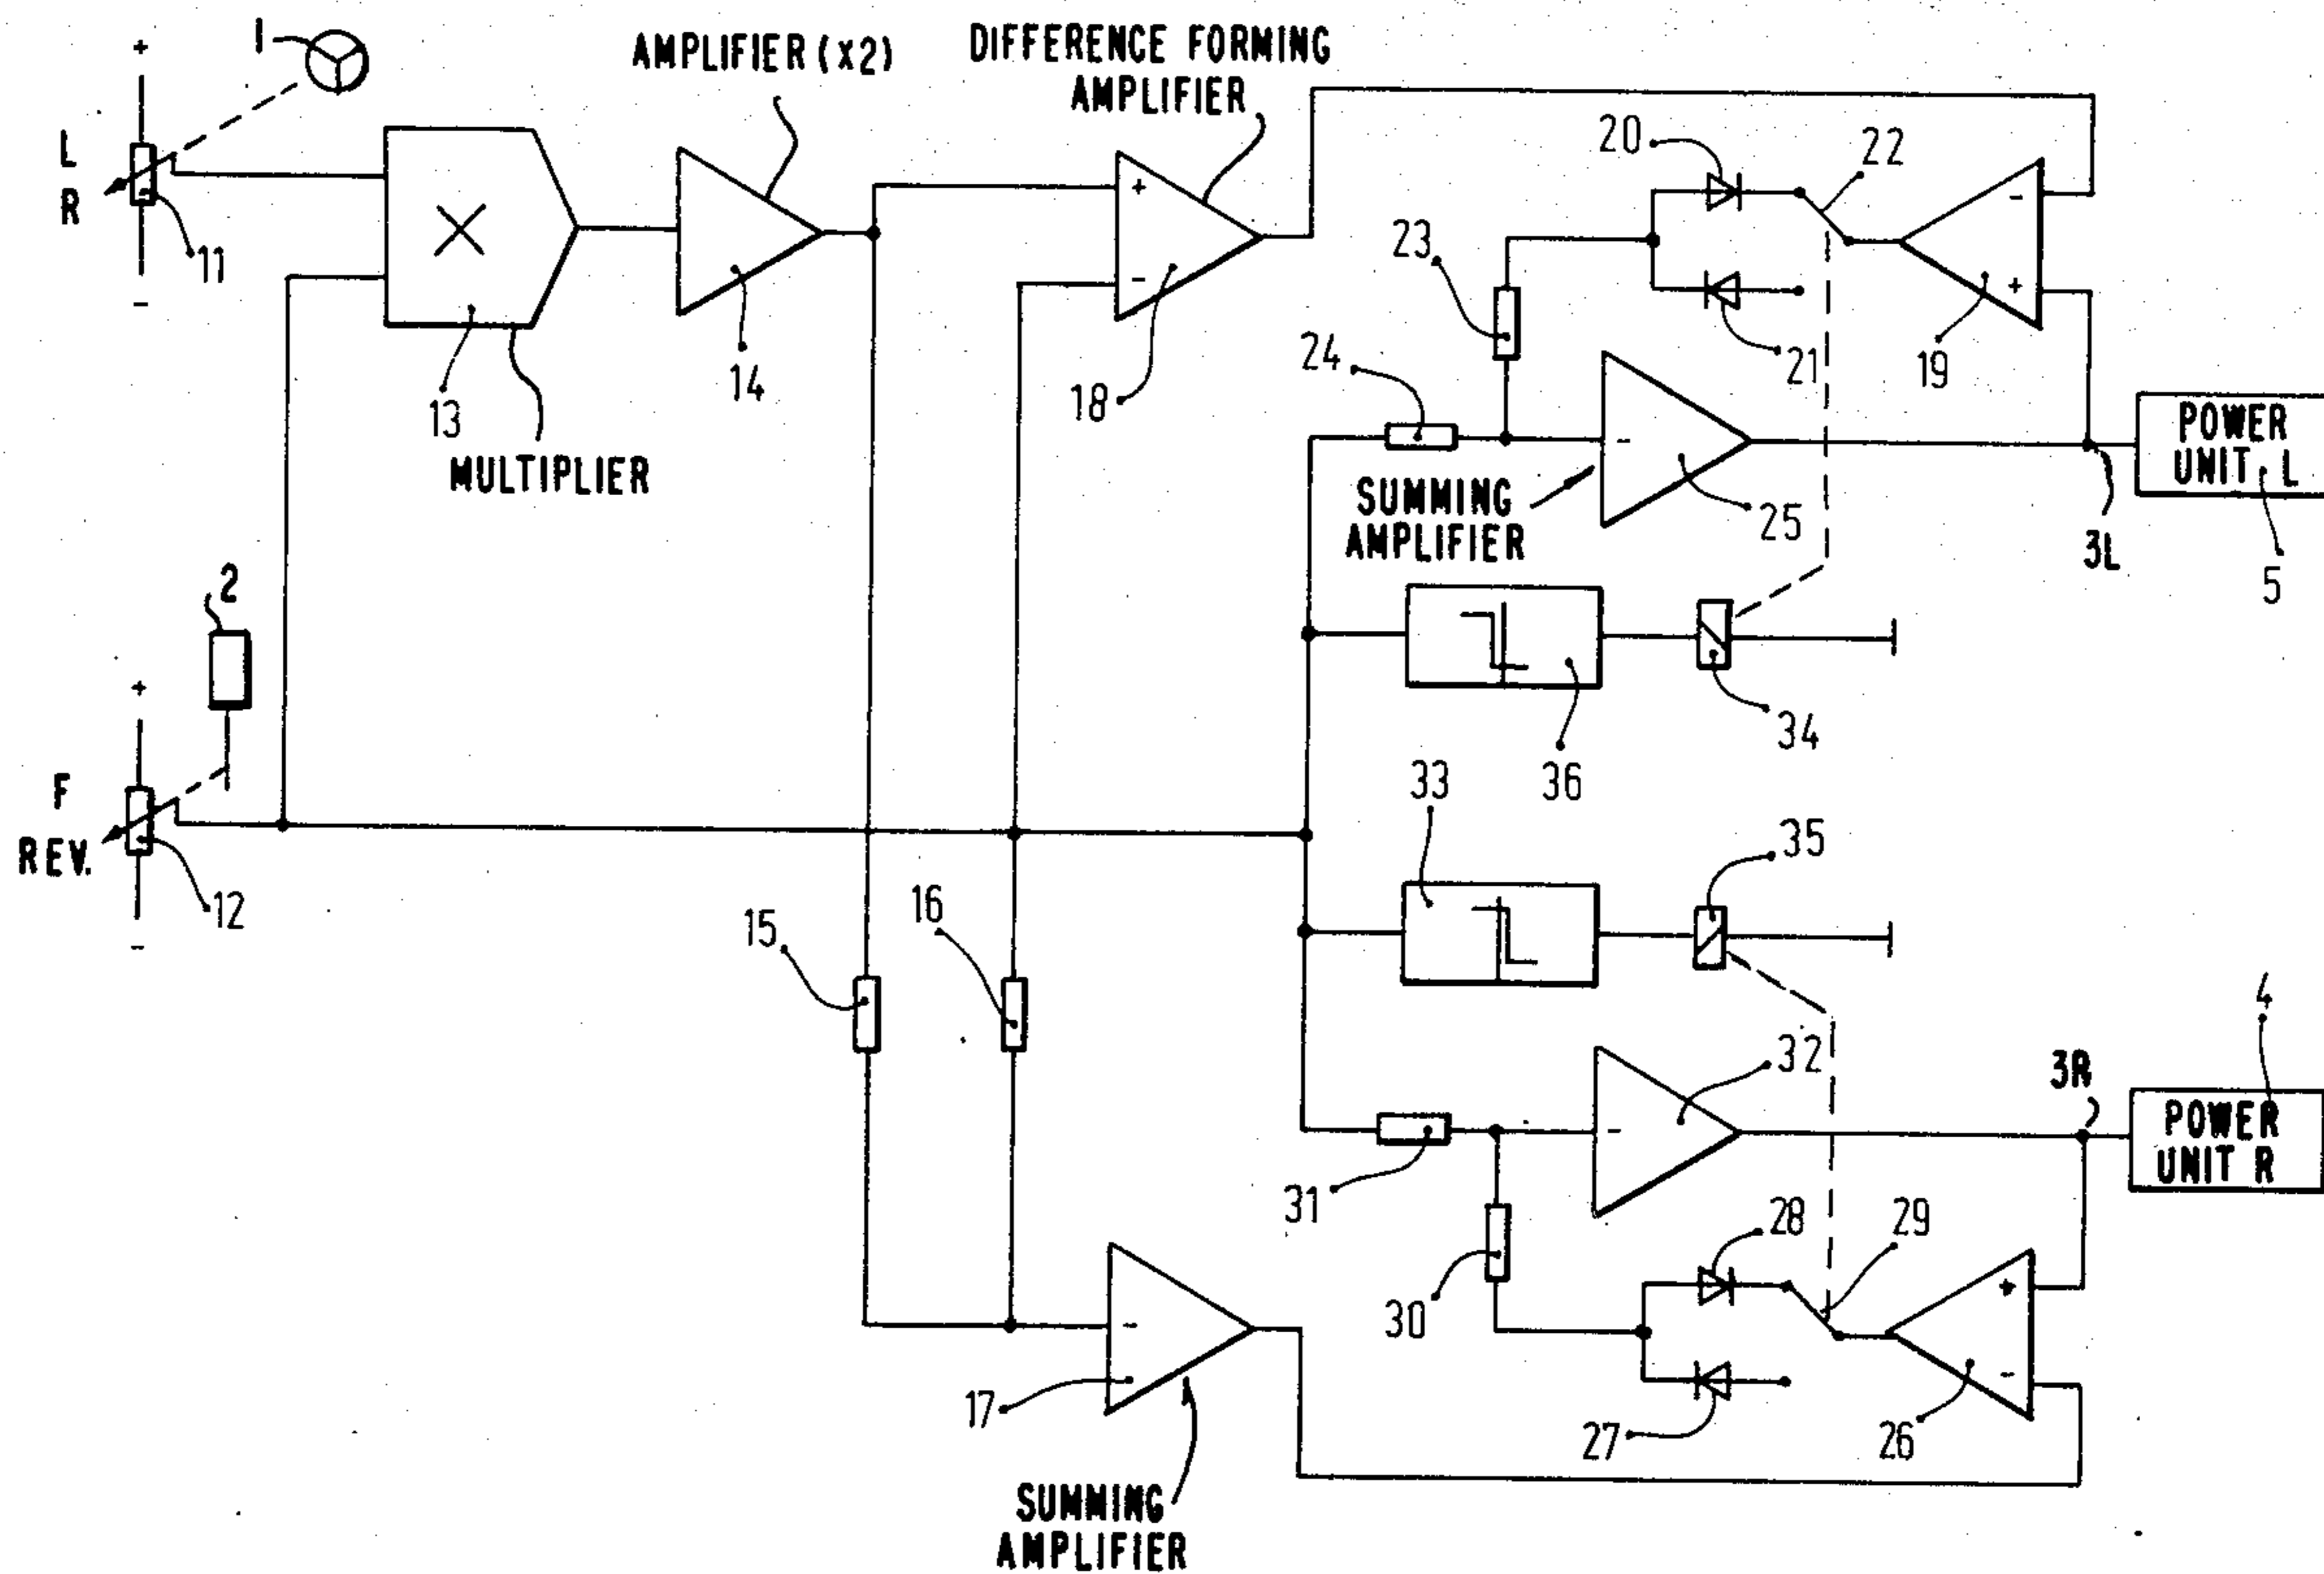 1
+
AMPLIFIER (X2)
DIFFERENCE FORMING
AMPLIFIER
L
R
11
-
13
MULTIPLIER
14
+
-
18
20
22
-
+
23
21
19
24
-
SUMMING
AMPLIFIER
25
POWER
UNIT L
3L
5
2
+
F
REV.
12
-
36
34
33
35
15
16
4
3R
POWER
UNIT R
32
-
31
30
28
29
+
-
27
26
-
17
SUMMING
AMPLIFIER